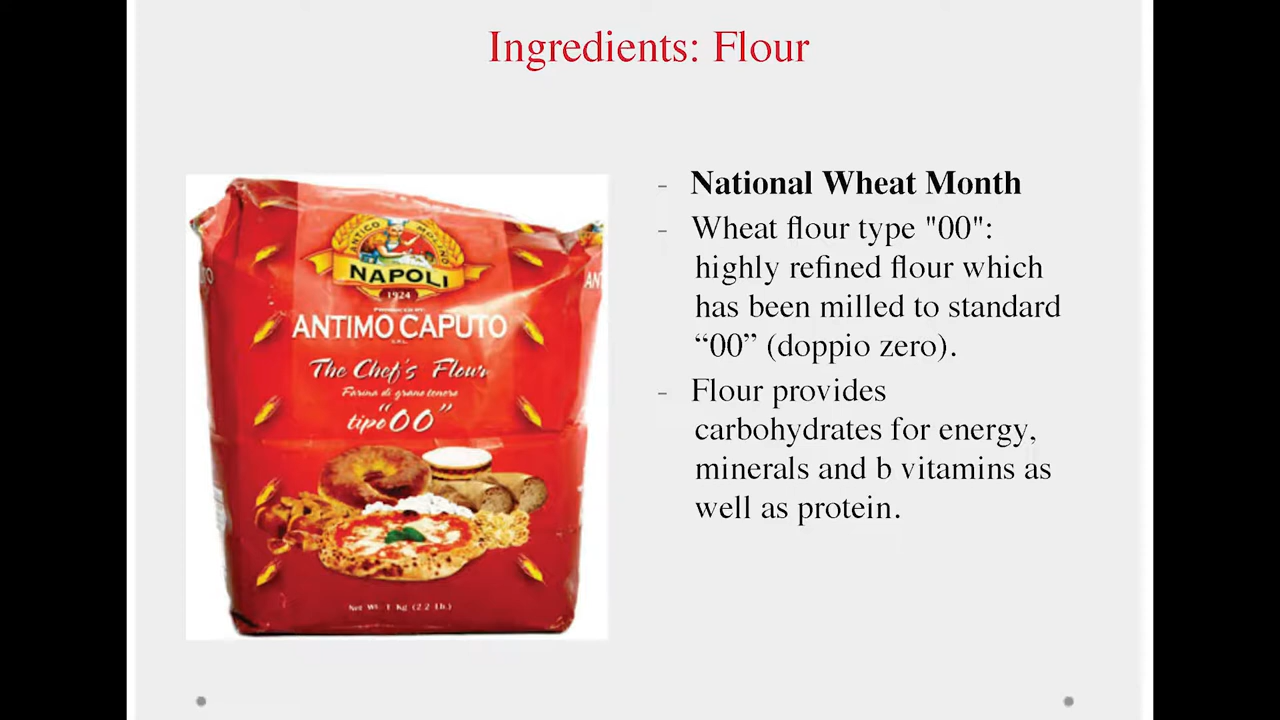 Ingredients: Flour
- National Wheat Month
- Wheat flour type "00":
highly refined flour which
has been milled to standard
“00” (doppio zero).
- Flour provides
carbohydrates for energy,
minerals and b vitamins as
well as protein.
ANTICO MOLINO
NAPOLI
1924
ANTIMO CAPUTO
S.R.L.
The Chef's Flour
Farina di grano tenero
tipo “00”
Net Wt. 1 Kg (2.2 Lb.)